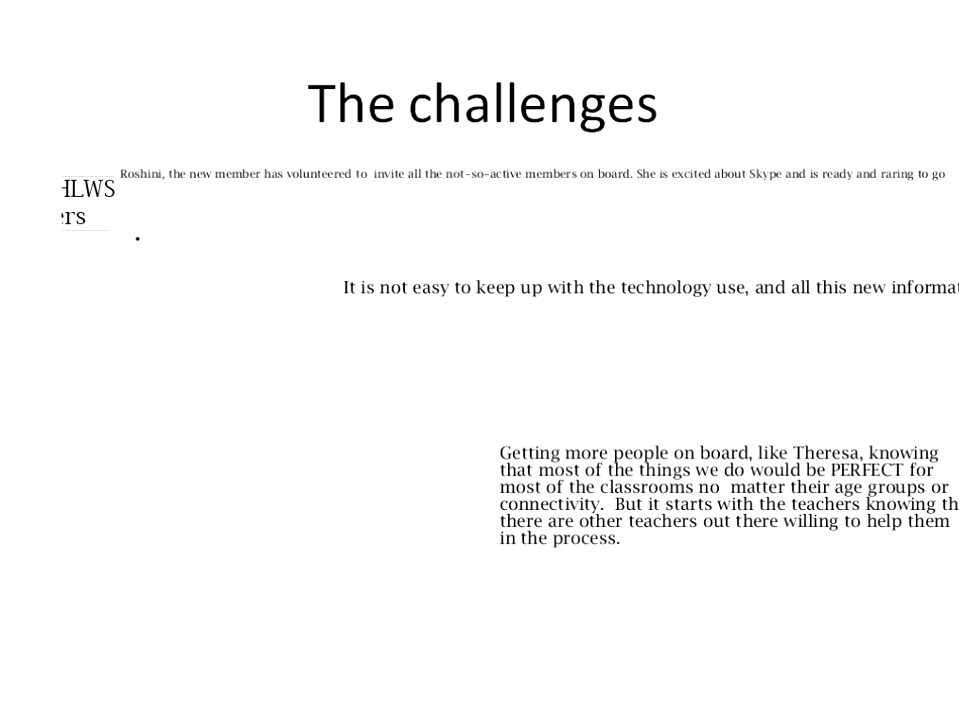 The challenges
Roshini, the new member has volunteered to invite all the not-so-active members on board. She is excited about Skype and is ready and raring to go
HLWS
ers
.
It is not easy to keep up with the technology use, and all this new informat
Getting more people on board, like Theresa, knowing
that most of the things we do would be PERFECT for
most of the classrooms no matter their age groups or
connectivity. But it starts with the teachers knowing th
there are other teachers out there willing to help them
in the process.